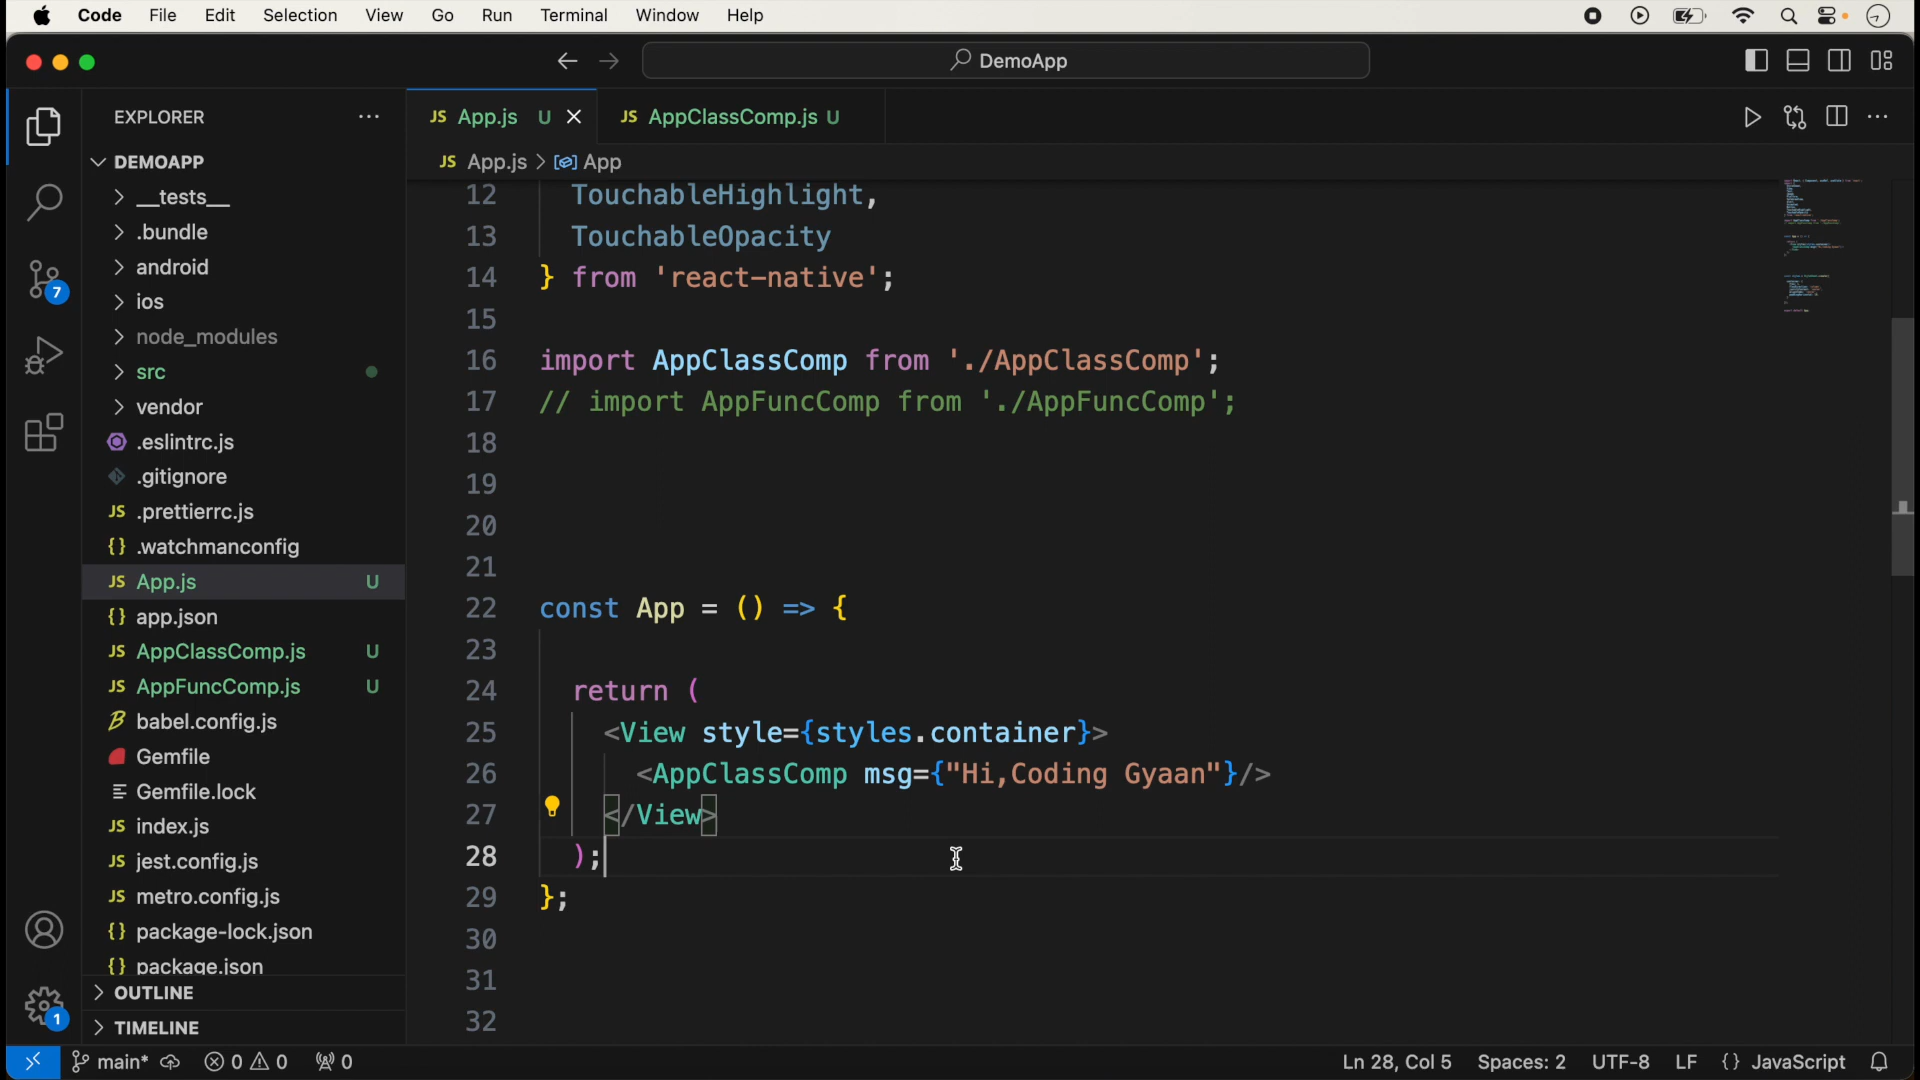 Code File Edit Selection View Go Run Terminal Window Help
DemoApp
EXPLORER
DEMOAPP
__tests__
.bundle
android
ios
node_modules
src
vendor
.eslintrc.js
.gitignore
JS .prettierrc.js
{} .watchmanconfig
JS App.js U
{} app.json
JS AppClassComp.js U
JS AppFuncComp.js U
babel.config.js
Gemfile
Gemfile.lock
JS index.js
JS jest.config.js
JS metro.config.js
{} package-lock.json
{} package.json
OUTLINE
TIMELINE
7
1
JS App.js U
JS AppClassComp.js U
JS App.js > App
12 TouchableHighlight,
13 TouchableOpacity
14 } from 'react-native';
15
16 import AppClassComp from './AppClassComp';
17 // import AppFuncComp from './AppFuncComp';
18
19
20
21
22 const App = () => {
23
24 return (
25 <View style={styles.container}>
26 <AppClassComp msg={"Hi,Coding Gyaan"}/>
27 </View>
28 );
29 };
30
31
32
main* 0 0 0 Ln 28, Col 5 Spaces: 2 UTF-8 LF {} JavaScript